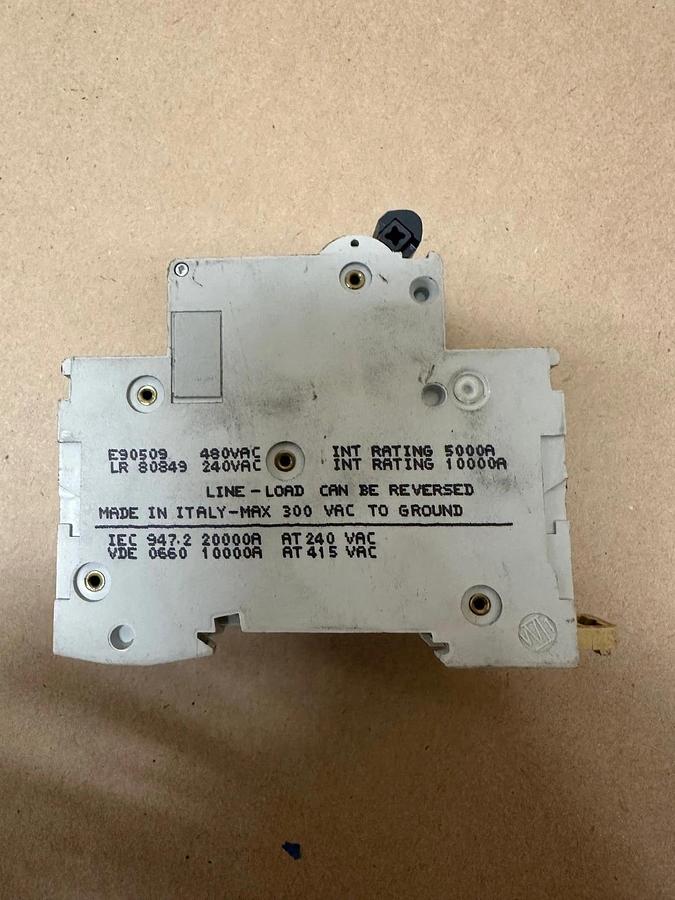 E90509 480VAC INT RATING 5000A
LR 80849 240VAC INT RATING 10000A
LINE-LOAD CAN BE REVERSED
MADE IN ITALY-MAX 300 VAC TO GROUND
IEC 947.2 20000A AT 240 VAC
VDE 0660 10000A AT 415 VAC